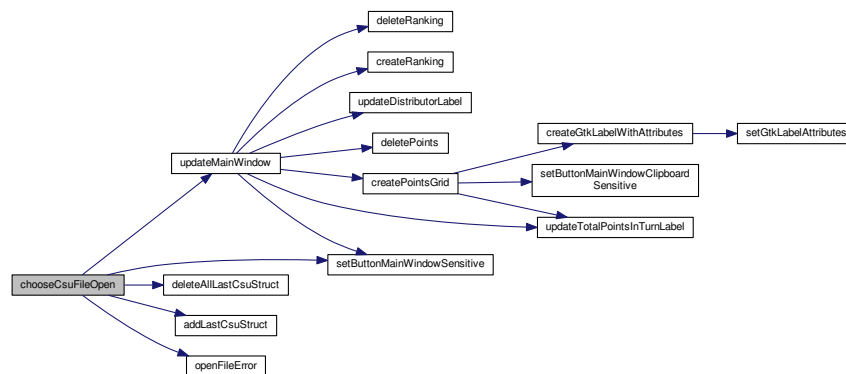 deleteRanking
createRanking
updateDistributorLabel
createGtkLabelWithAttributes
setGtkLabelAttributes
deletePoints
updateMainWindow
createPointsGrid
setButtonMainWindowClipboard
Sensitive
updateTotalPointsInTurnLabel
setButtonMainWindowSensitive
chooseCsuFileOpen
deleteAllLastCsuStruct
addLastCsuStruct
openFileError